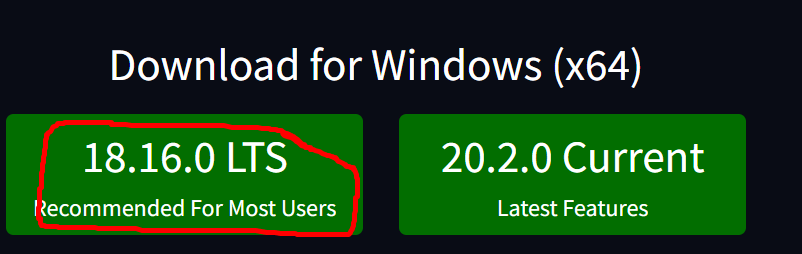 Download for Windows (x64)
18.16.0 LTS
Recommended For Most Users
20.2.0 Current
Latest Features